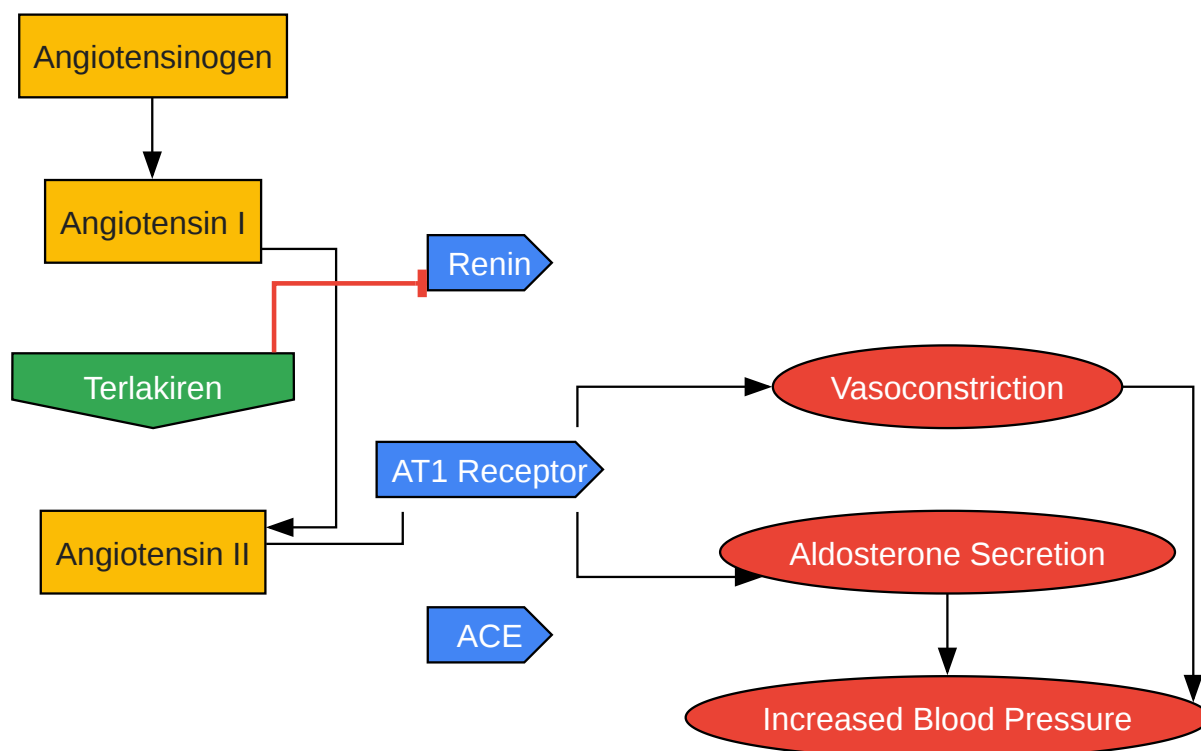 Angiotensinogen
Angiotensin I
Renin
Terlakiren
Vasoconstriction
AT1 Receptor
Angiotensin II
Aldosterone Secretion
ACE
Increased Blood Pressure